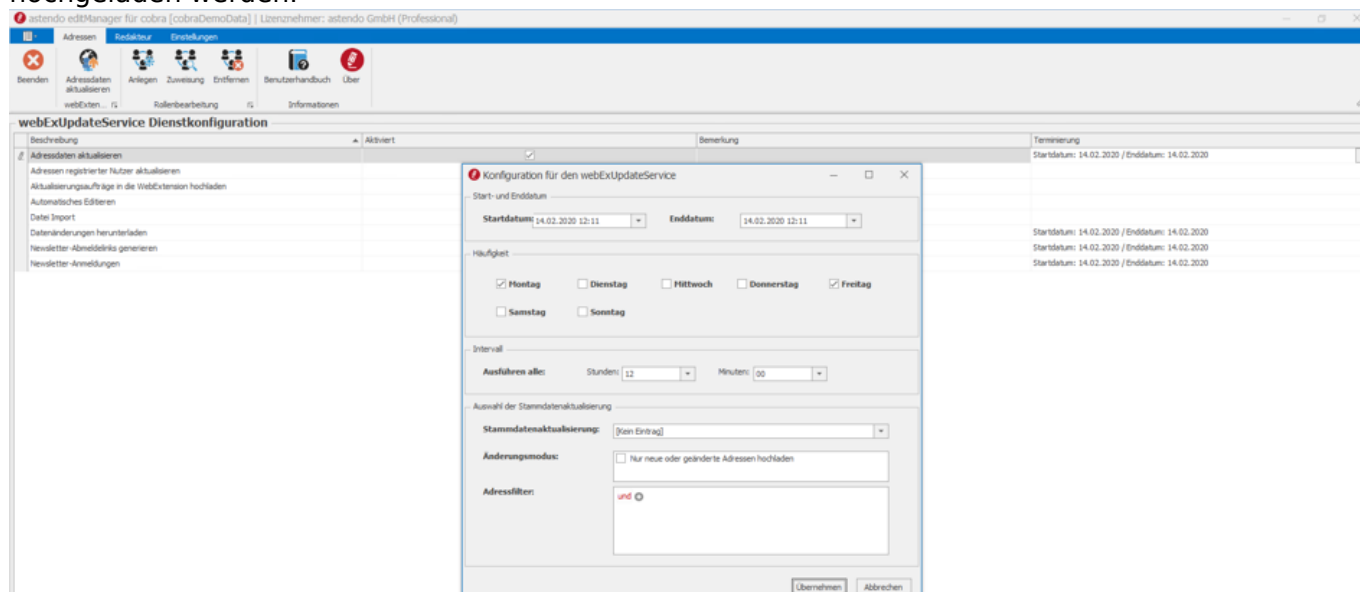 hochgeladen werden.
astendo editManager für cobra [cobraDemoData] | Lizenznehmer: astendo GmbH (Professional)
Adressen Redakteur Einstellungen
Beenden Adressdaten aktualisieren Anlegen Zuweisung Entfernen Benutzerhandbuch Über
webExten... Rollenbearbeitung Informationen
webExUpdateService Dienstkonfiguration
Beschreibung Aktiviert Bemerkung Terminierung
Adressdaten aktualisieren Startdatum: 14.02.2020 / Enddatum: 14.02.2020
Adressen registrierter Nutzer aktualisieren
Aktualisierungsaufträge in die WebExtension hochladen
Automatisches Editieren
Datei Import
Datenänderungen herunterladen Startdatum: 14.02.2020 / Enddatum: 14.02.2020
Newsletter-Abmeldelinks generieren Startdatum: 14.02.2020 / Enddatum: 14.02.2020
Newsletter-Anmeldungen Startdatum: 14.02.2020 / Enddatum: 14.02.2020
Konfiguration für den webExUpdateService
Start- und Enddatum
Startdatum: 14.02.2020 12:11 Enddatum: 14.02.2020 12:11
Häufigkeit
Montag Dienstag Mittwoch Donnerstag Freitag
Samstag Sonntag
Intervall
Ausführen alle: Stunden: 12 Minuten: 00
Auswahl der Stammdatenaktualisierung
Stammdatenaktualisierung: [Kein Eintrag]
Änderungsmodus: Nur neue oder geänderte Adressen hochladen
Adressfilter: und
Übernehmen Abbrechen